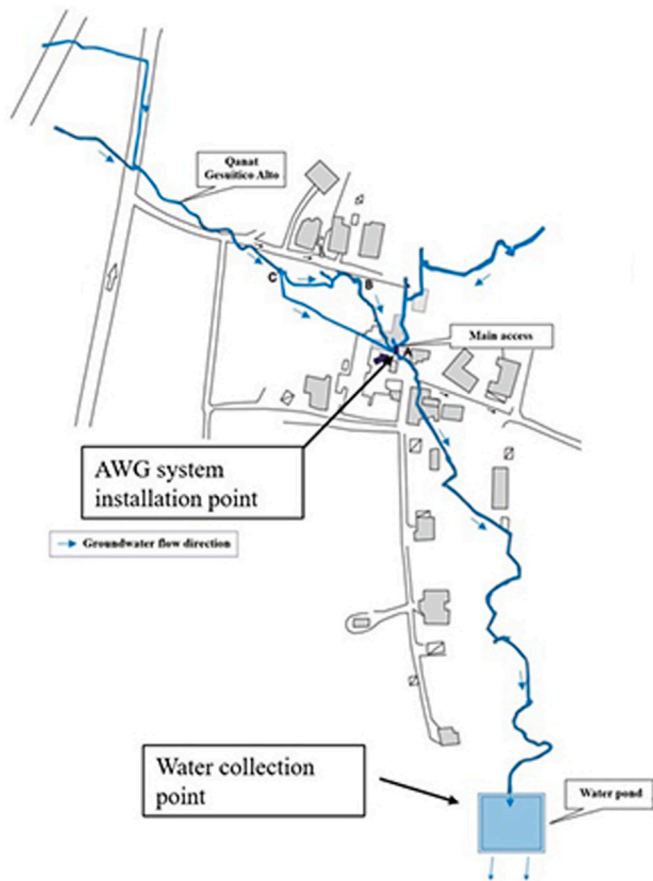 Qanat
Gesuitico Alto
C
B
Main access
A
AWG system
installation point
Groundwater flow direction
Water collection
point
Water pond